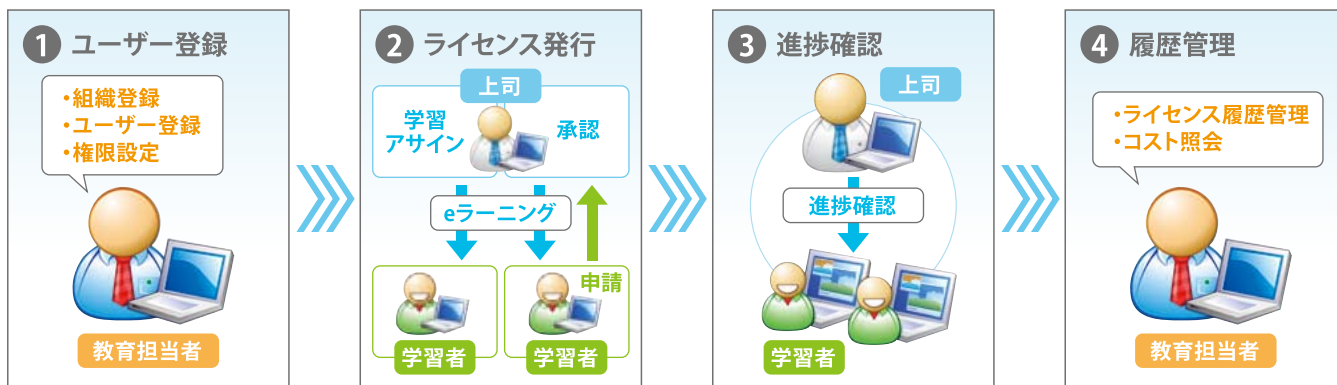 1 ユーザー登録
・組織登録
・ユーザー登録
・権限設定
教育担当者
2 ライセンス発行
上司
学習
アサイン
承認
eラーニング
申請
学習者
学習者
3 進捗確認
上司
進捗確認
学習者
4 履歴管理
・ライセンス履歴管理
・コスト照会
教育担当者